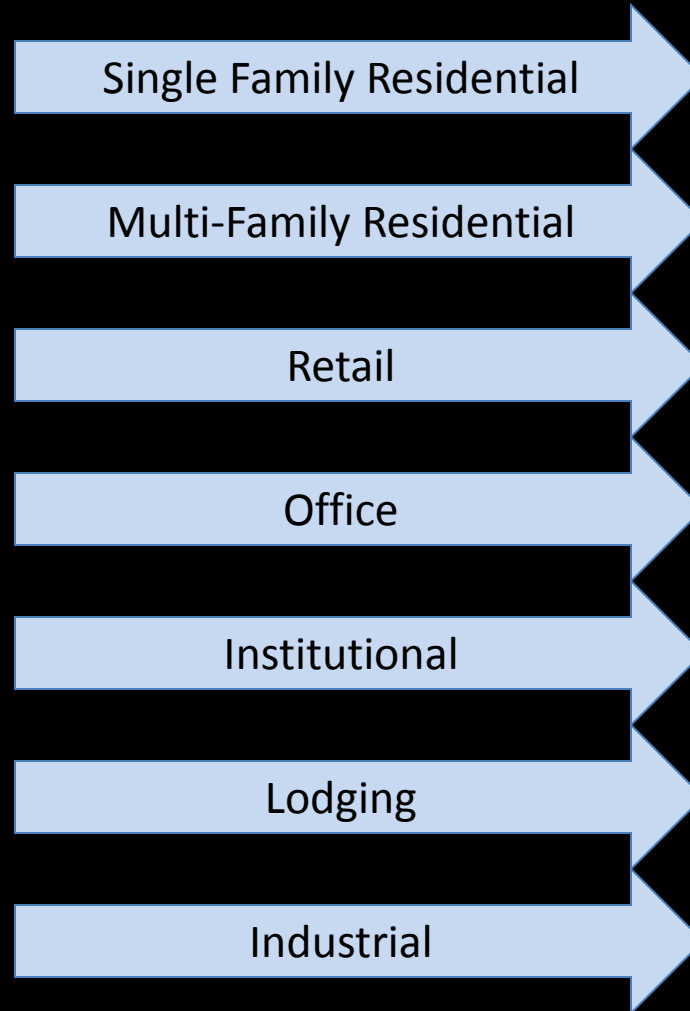 Single Family Residential
Multi-Family Residential
Retail
Office
Institutional
Lodging
Industrial